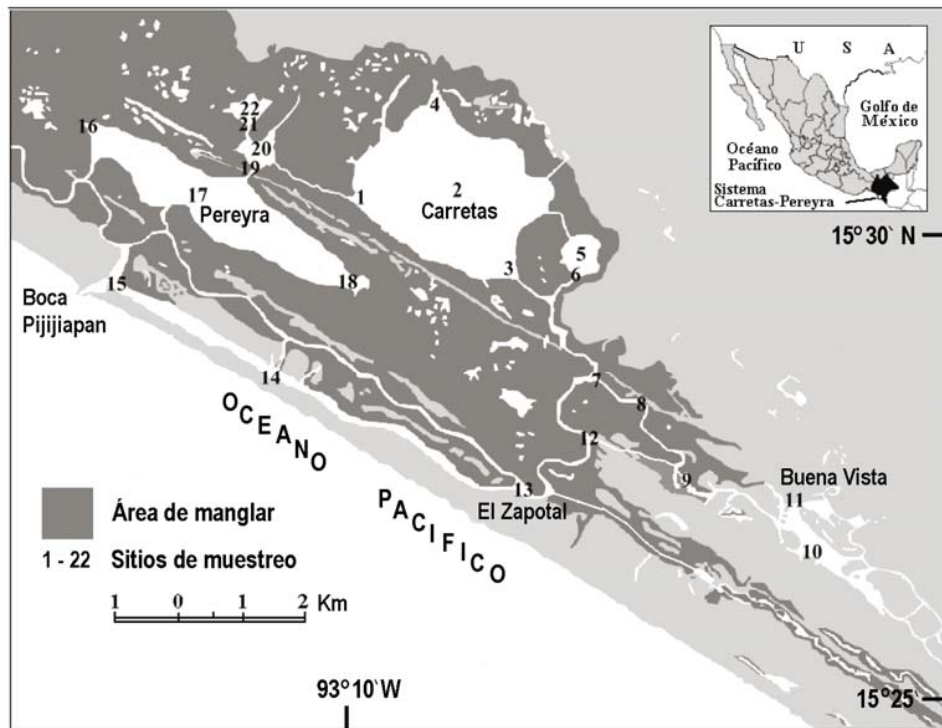 U S A
Golfo de
México
Océano
Pacífico
Sistema
Carretas-Pereyra
15° 30` N
22
21
20
19
16
17
Pereyra
18
4
1
2
Carretas
3
5
6
15
Boca
Pijijiapan
14
7
8
12
9
13
El Zapotal
Buena Vista
11
10
OCEANO
PACIFICO
Área de manglar
1 - 22 Sitios de muestreo
1 0 1 2 Km
93° 10` W
15° 25